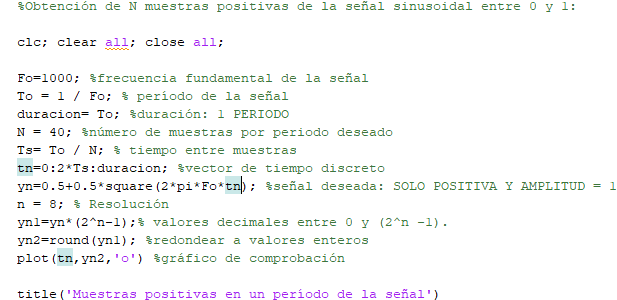 %Obtención de N muestras positivas de la señal sinusoidal entre 0 y 1:
clc; clear all; close all;
Fo=1000; %frecuencia fundamental de la señal
To = 1 / Fo; % período de la señal
duracion= To; %duración: 1 PERIODO
N = 40; %número de muestras por periodo deseado
Ts= To / N; % tiempo entre muestras
tn=0:2*Ts:duracion; %vector de tiempo discreto
yn=0.5+0.5*square(2*pi*Fo*tn); %señal deseada: SOLO POSITIVA Y AMPLITUD = 1
n = 8; % Resolución
yn1=yn*(2^n-1);% valores decimales entre 0 y (2^n -1).
yn2=round(yn1); %redondear a valores enteros
plot(tn,yn2,'o') %gráfico de comprobación
title('Muestras positivas en un período de la señal')